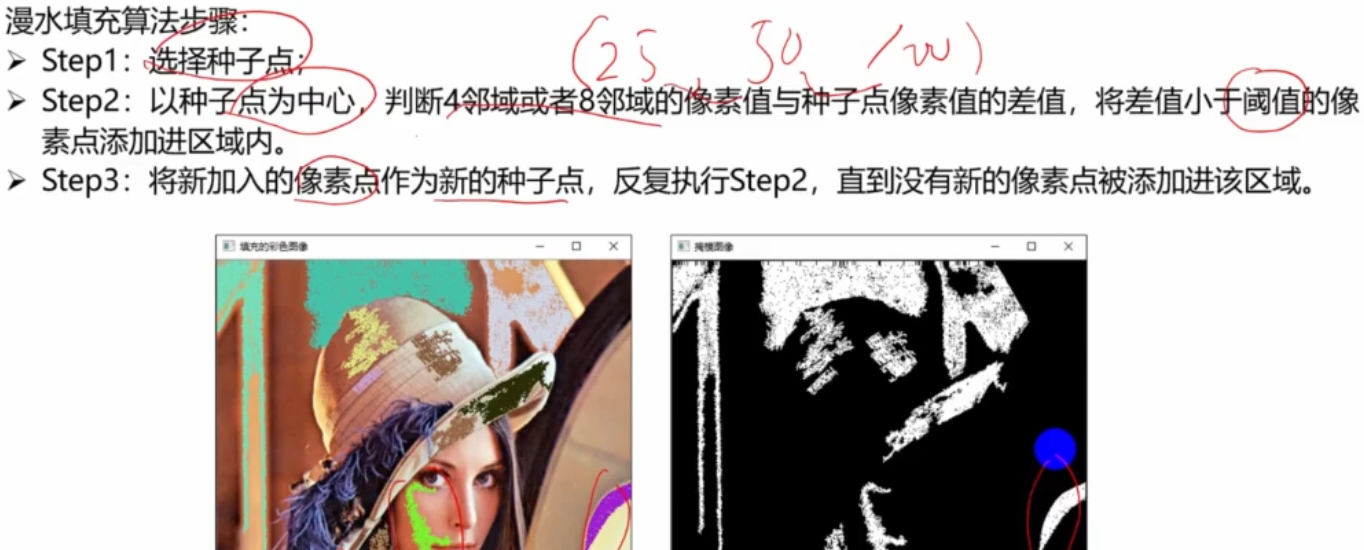 漫水填充算法步骤：
(25, 50, 100)
➢ Step1：选择种子点；
➢ Step2：以种子点为中心，判断4邻域或者8邻域的像素值与种子点像素值的差值，将差值小于阈值的像
素点添加进区域内。
➢ Step3：将新加入的像素点作为新的种子点，反复执行Step2，直到没有新的像素点被添加进该区域。
填充的彩色图像
掩模图像